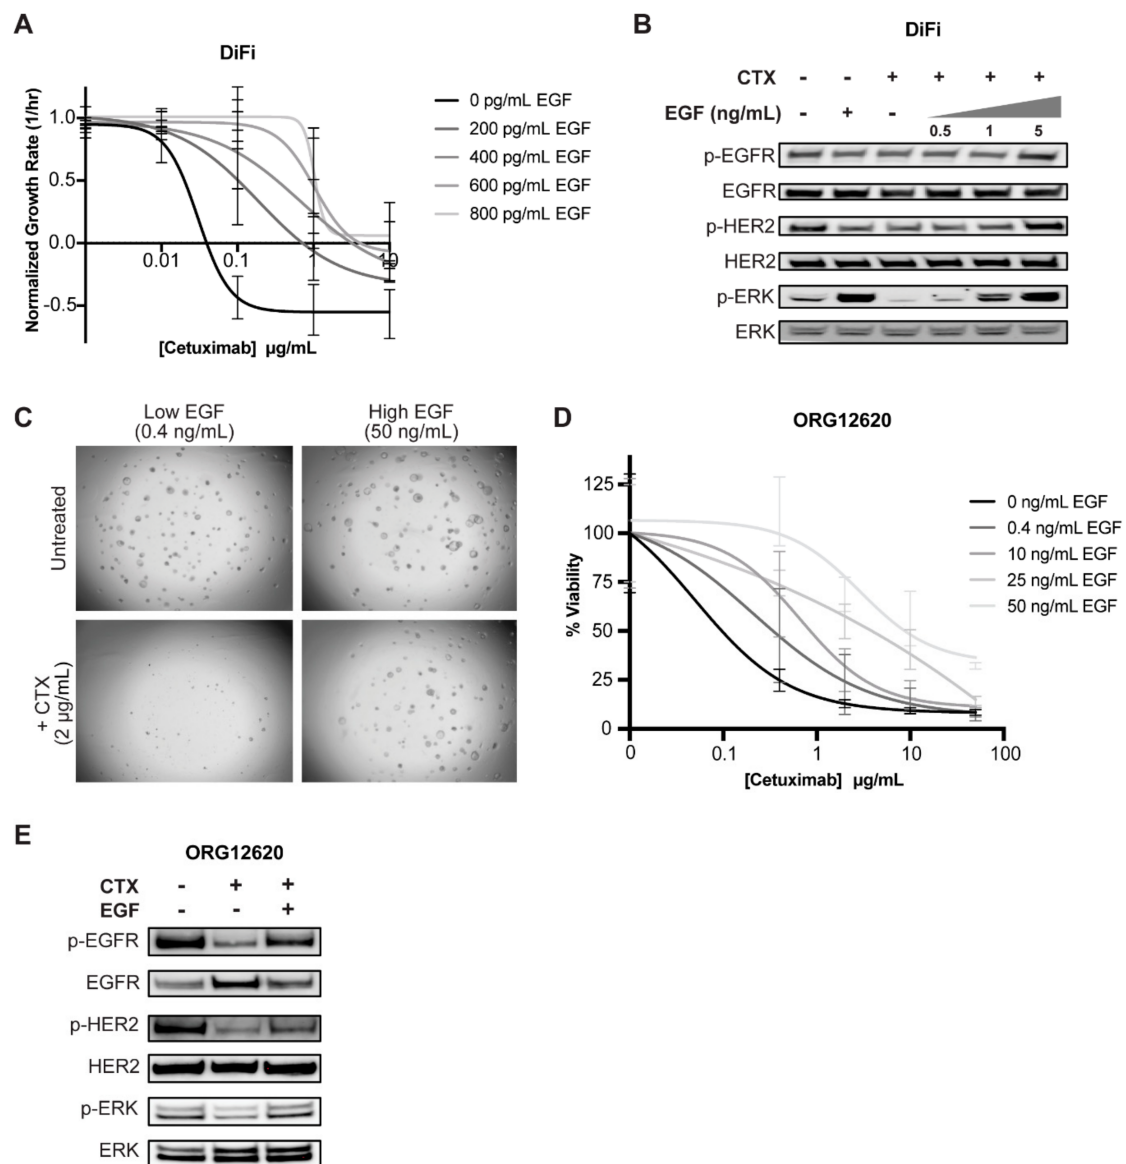 A
DiFi
Normalized Growth Rate (1/hr)
1.0
0.5
0.0
-0.5
0.01
0.1
1
10
[Cetuximab] µg/mL
0 pg/mL EGF
200 pg/mL EGF
400 pg/mL EGF
600 pg/mL EGF
800 pg/mL EGF
B
DiFi
CTX - - + + + +
EGF (ng/mL) - + -
0.5 1 5
p-EGFR
EGFR
p-HER2
HER2
p-ERK
ERK
C
Low EGF
(0.4 ng/mL)
High EGF
(50 ng/mL)
Untreated
+ CTX
(2 µg/mL)
D
ORG12620
% Viability
125
100
75
50
25
0
0 0.1 1 10 100
[Cetuximab] µg/mL
0 ng/mL EGF
0.4 ng/mL EGF
10 ng/mL EGF
25 ng/mL EGF
50 ng/mL EGF
E
ORG12620
CTX - + +
EGF - - +
p-EGFR
EGFR
p-HER2
HER2
p-ERK
ERK